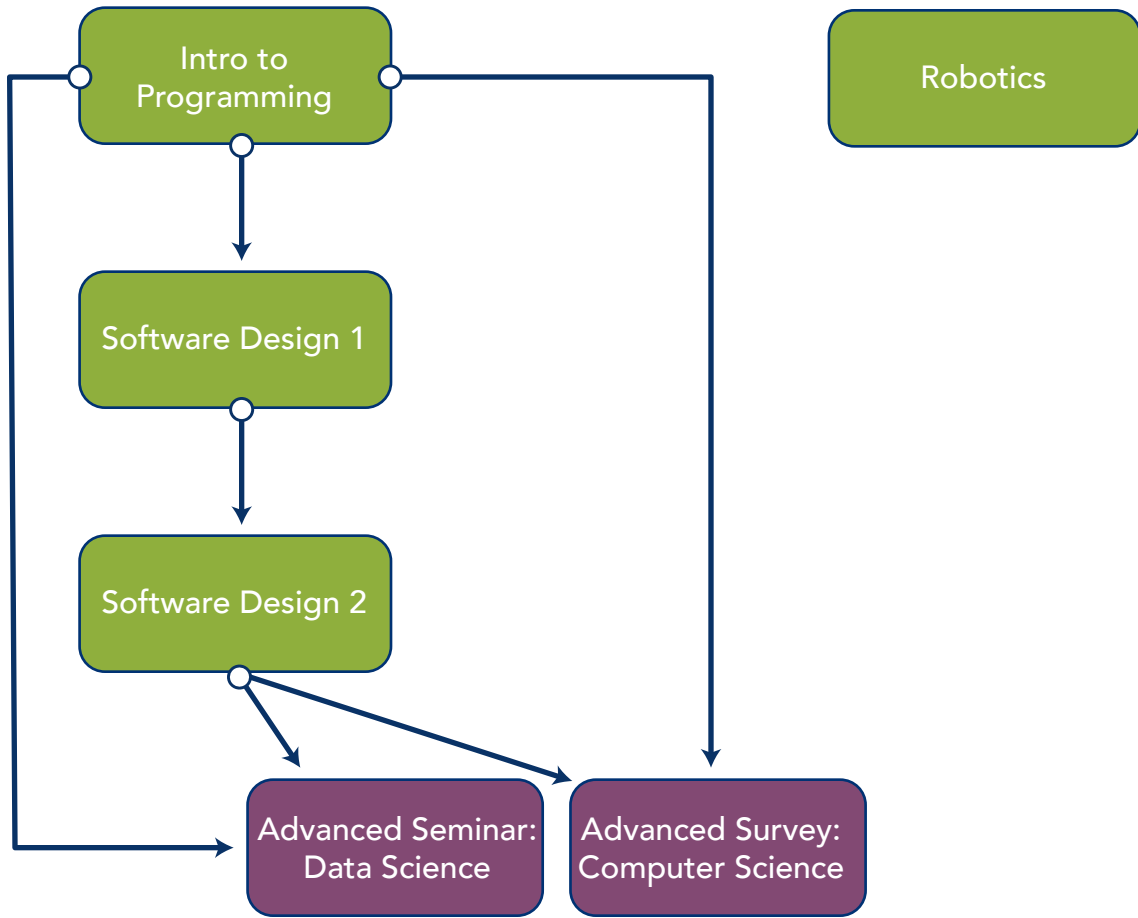 Intro to
Programming
Robotics
Software Design 1
Software Design 2
Advanced Seminar:
Data Science
Advanced Survey:
Computer Science